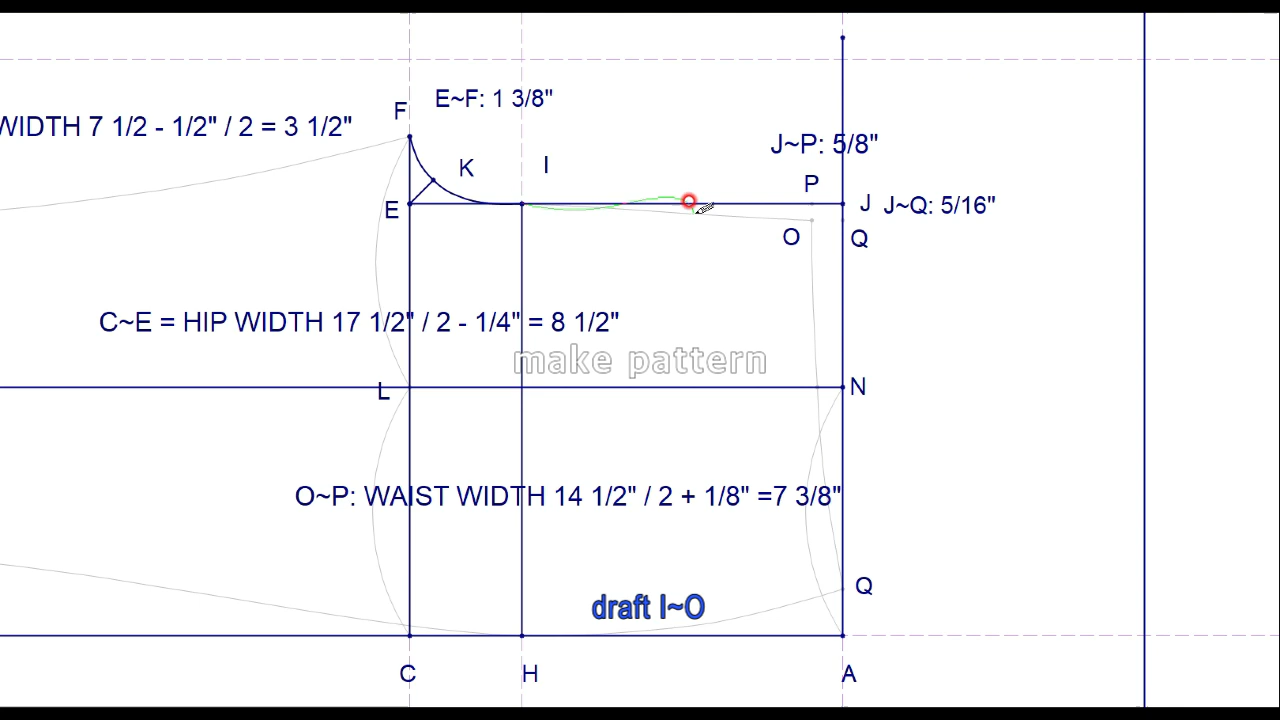 E~F: 1 3/8"
F
WIDTH 7 1/2 - 1/2" / 2 = 3 1/2"
J~P: 5/8"
K
I
P
E
J
J~Q: 5/16"
O
Q
C~E = HIP WIDTH 17 1/2" / 2 - 1/4" = 8 1/2"
make pattern
L
N
O~P: WAIST WIDTH 14 1/2" / 2 + 1/8" =7 3/8"
Q
draft I~O
C
H
A